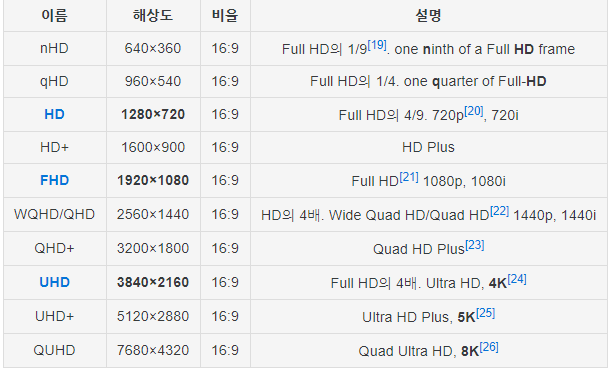 이름 해상도 비율 설명
nHD 640×360 16:9 Full HD의 1/9[19]. one ninth of a Full HD frame
qHD 960×540 16:9 Full HD의 1/4. one quarter of Full-HD
HD 1280×720 16:9 Full HD의 4/9. 720p[20], 720i
HD+ 1600×900 16:9 HD Plus
FHD 1920×1080 16:9 Full HD[21] 1080p, 1080i
WQHD/QHD 2560×1440 16:9 HD의 4배. Wide Quad HD/Quad HD[22] 1440p, 1440i
QHD+ 3200×1800 16:9 Quad HD Plus[23]
UHD 3840×2160 16:9 Full HD의 4배. Ultra HD, 4K[24]
UHD+ 5120×2880 16:9 Ultra HD Plus, 5K[25]
QUHD 7680×4320 16:9 Quad Ultra HD, 8K[26]